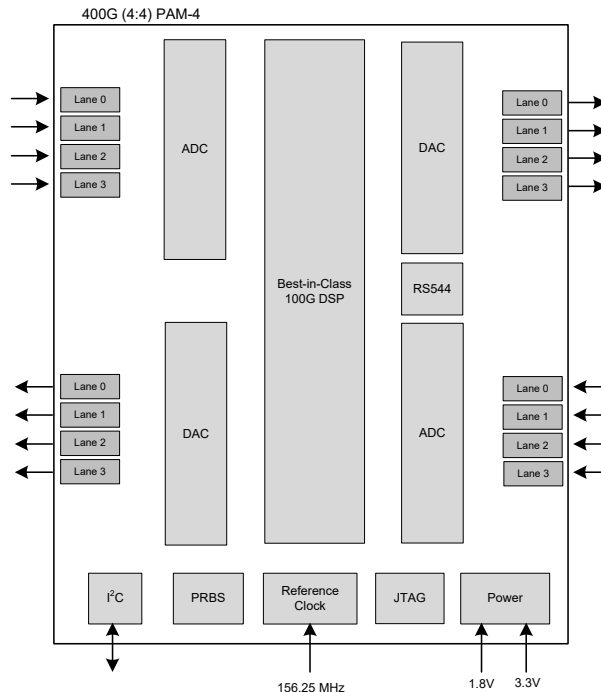 400G (4:4) PAM-4
Lane 0
Lane 1
Lane 2
Lane 3
ADC
Best-in-Class
100G DSP
DAC
Lane 0
Lane 1
Lane 2
Lane 3
RS544
Lane 0
Lane 1
Lane 2
Lane 3
DAC
ADC
Lane 0
Lane 1
Lane 2
Lane 3
I²C
PRBS
Reference
Clock
JTAG
Power
156.25 MHz
1.8V
3.3V